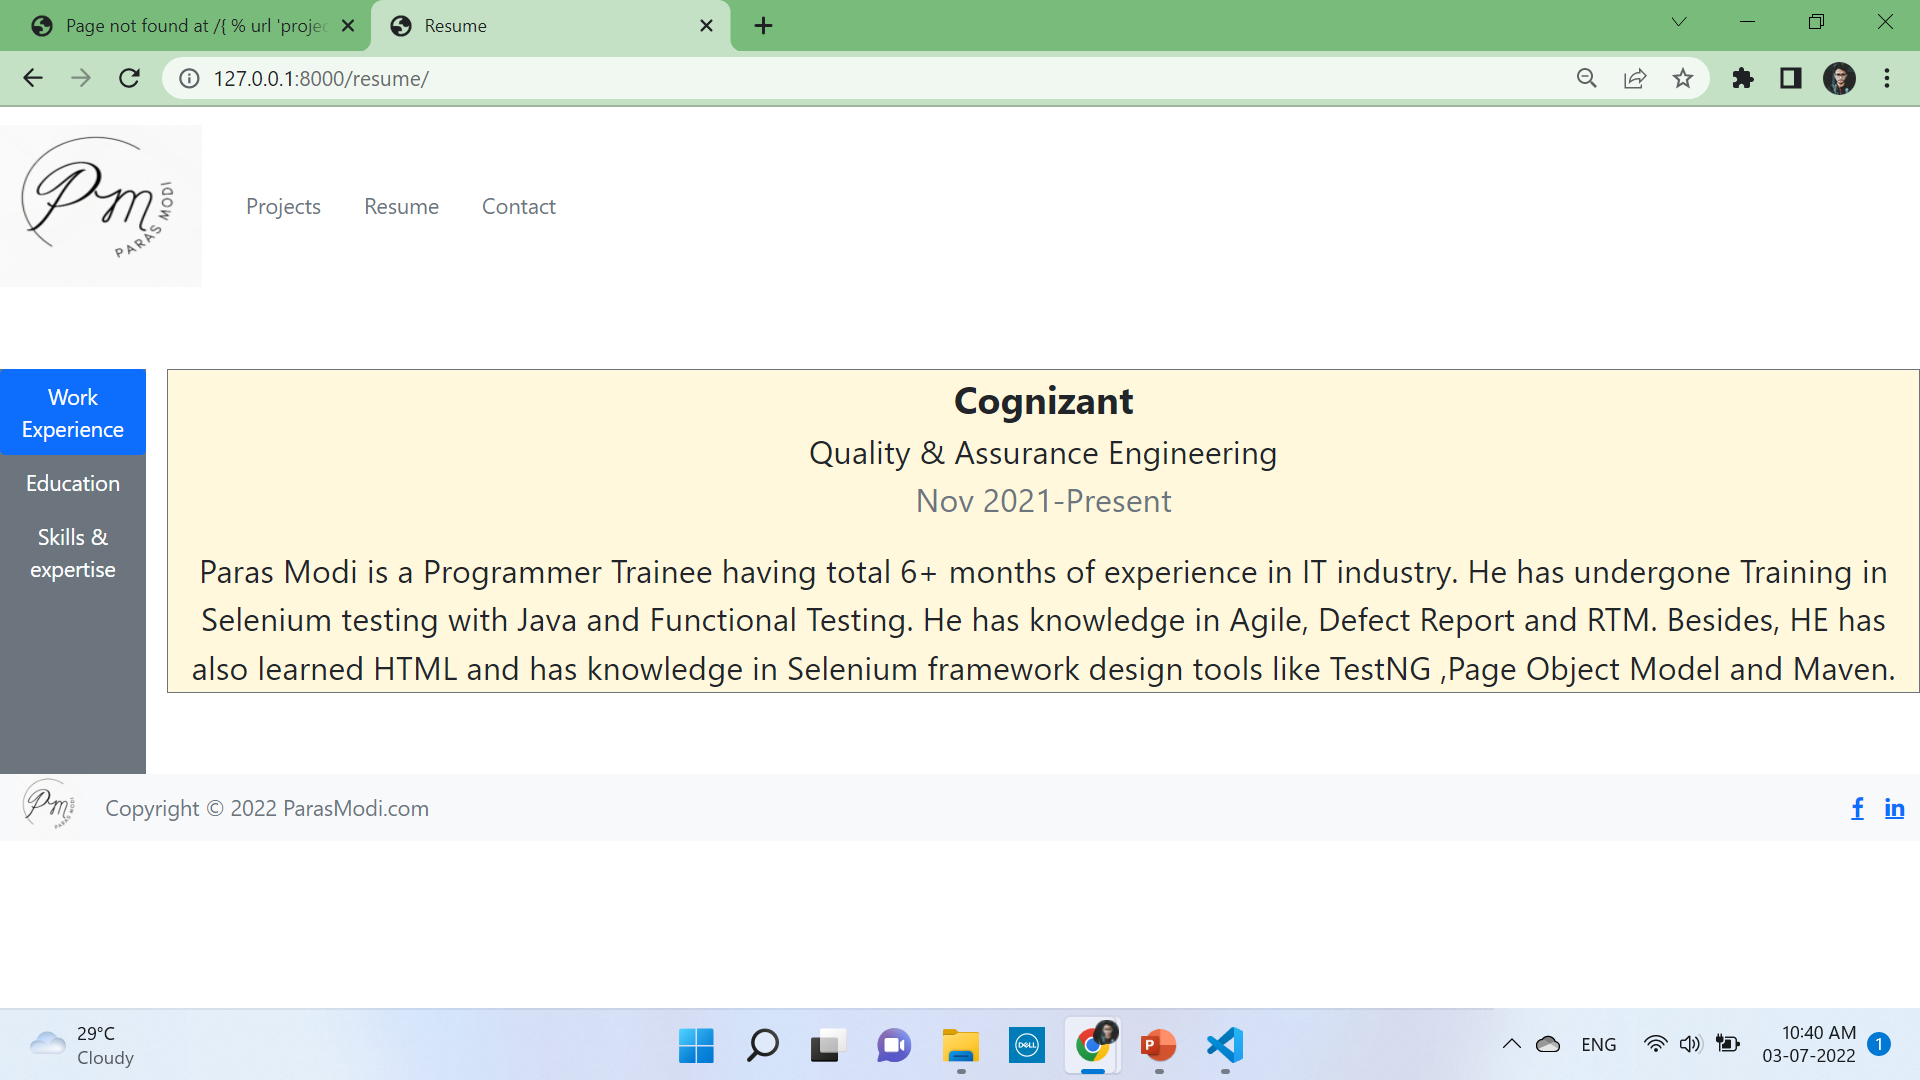 Page not found at /{ % url 'projec
Resume
127.0.0.1:8000/resume/
Pm
PARAS MODI
Projects
Resume
Contact
Work
Experience
Education
Skills &
expertise
Cognizant
Quality & Assurance Engineering
Nov 2021-Present
Paras Modi is a Programmer Trainee having total 6+ months of experience in IT industry. He has undergone Training in
Selenium testing with Java and Functional Testing. He has knowledge in Agile, Defect Report and RTM. Besides, HE has
also learned HTML and has knowledge in Selenium framework design tools like TestNG ,Page Object Model and Maven.
Pm
PARAS MODI
Copyright © 2022 ParasModi.com
f
in
29°C
Cloudy
DELL
P
ENG
10:40 AM
03-07-2022
1